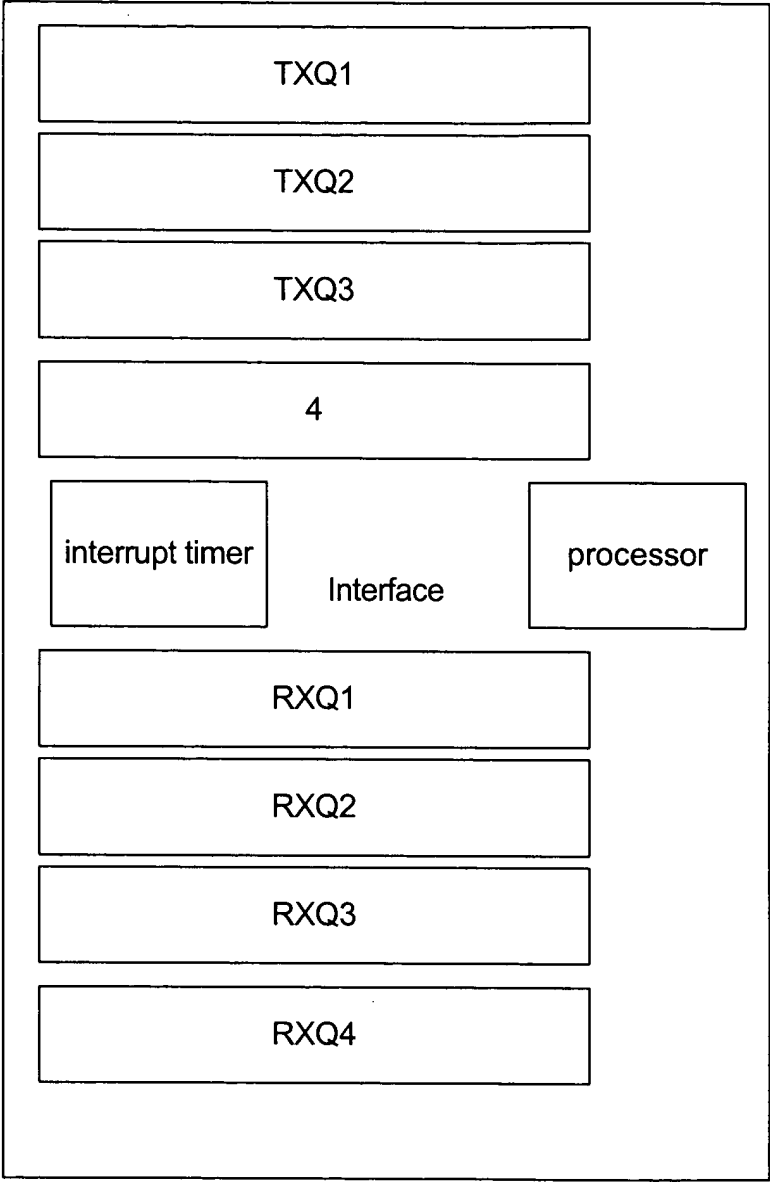 TXQ1
TXQ2
TXQ3
4
interrupt timer
processor
Interface
RXQ1
RXQ2
RXQ3
RXQ4